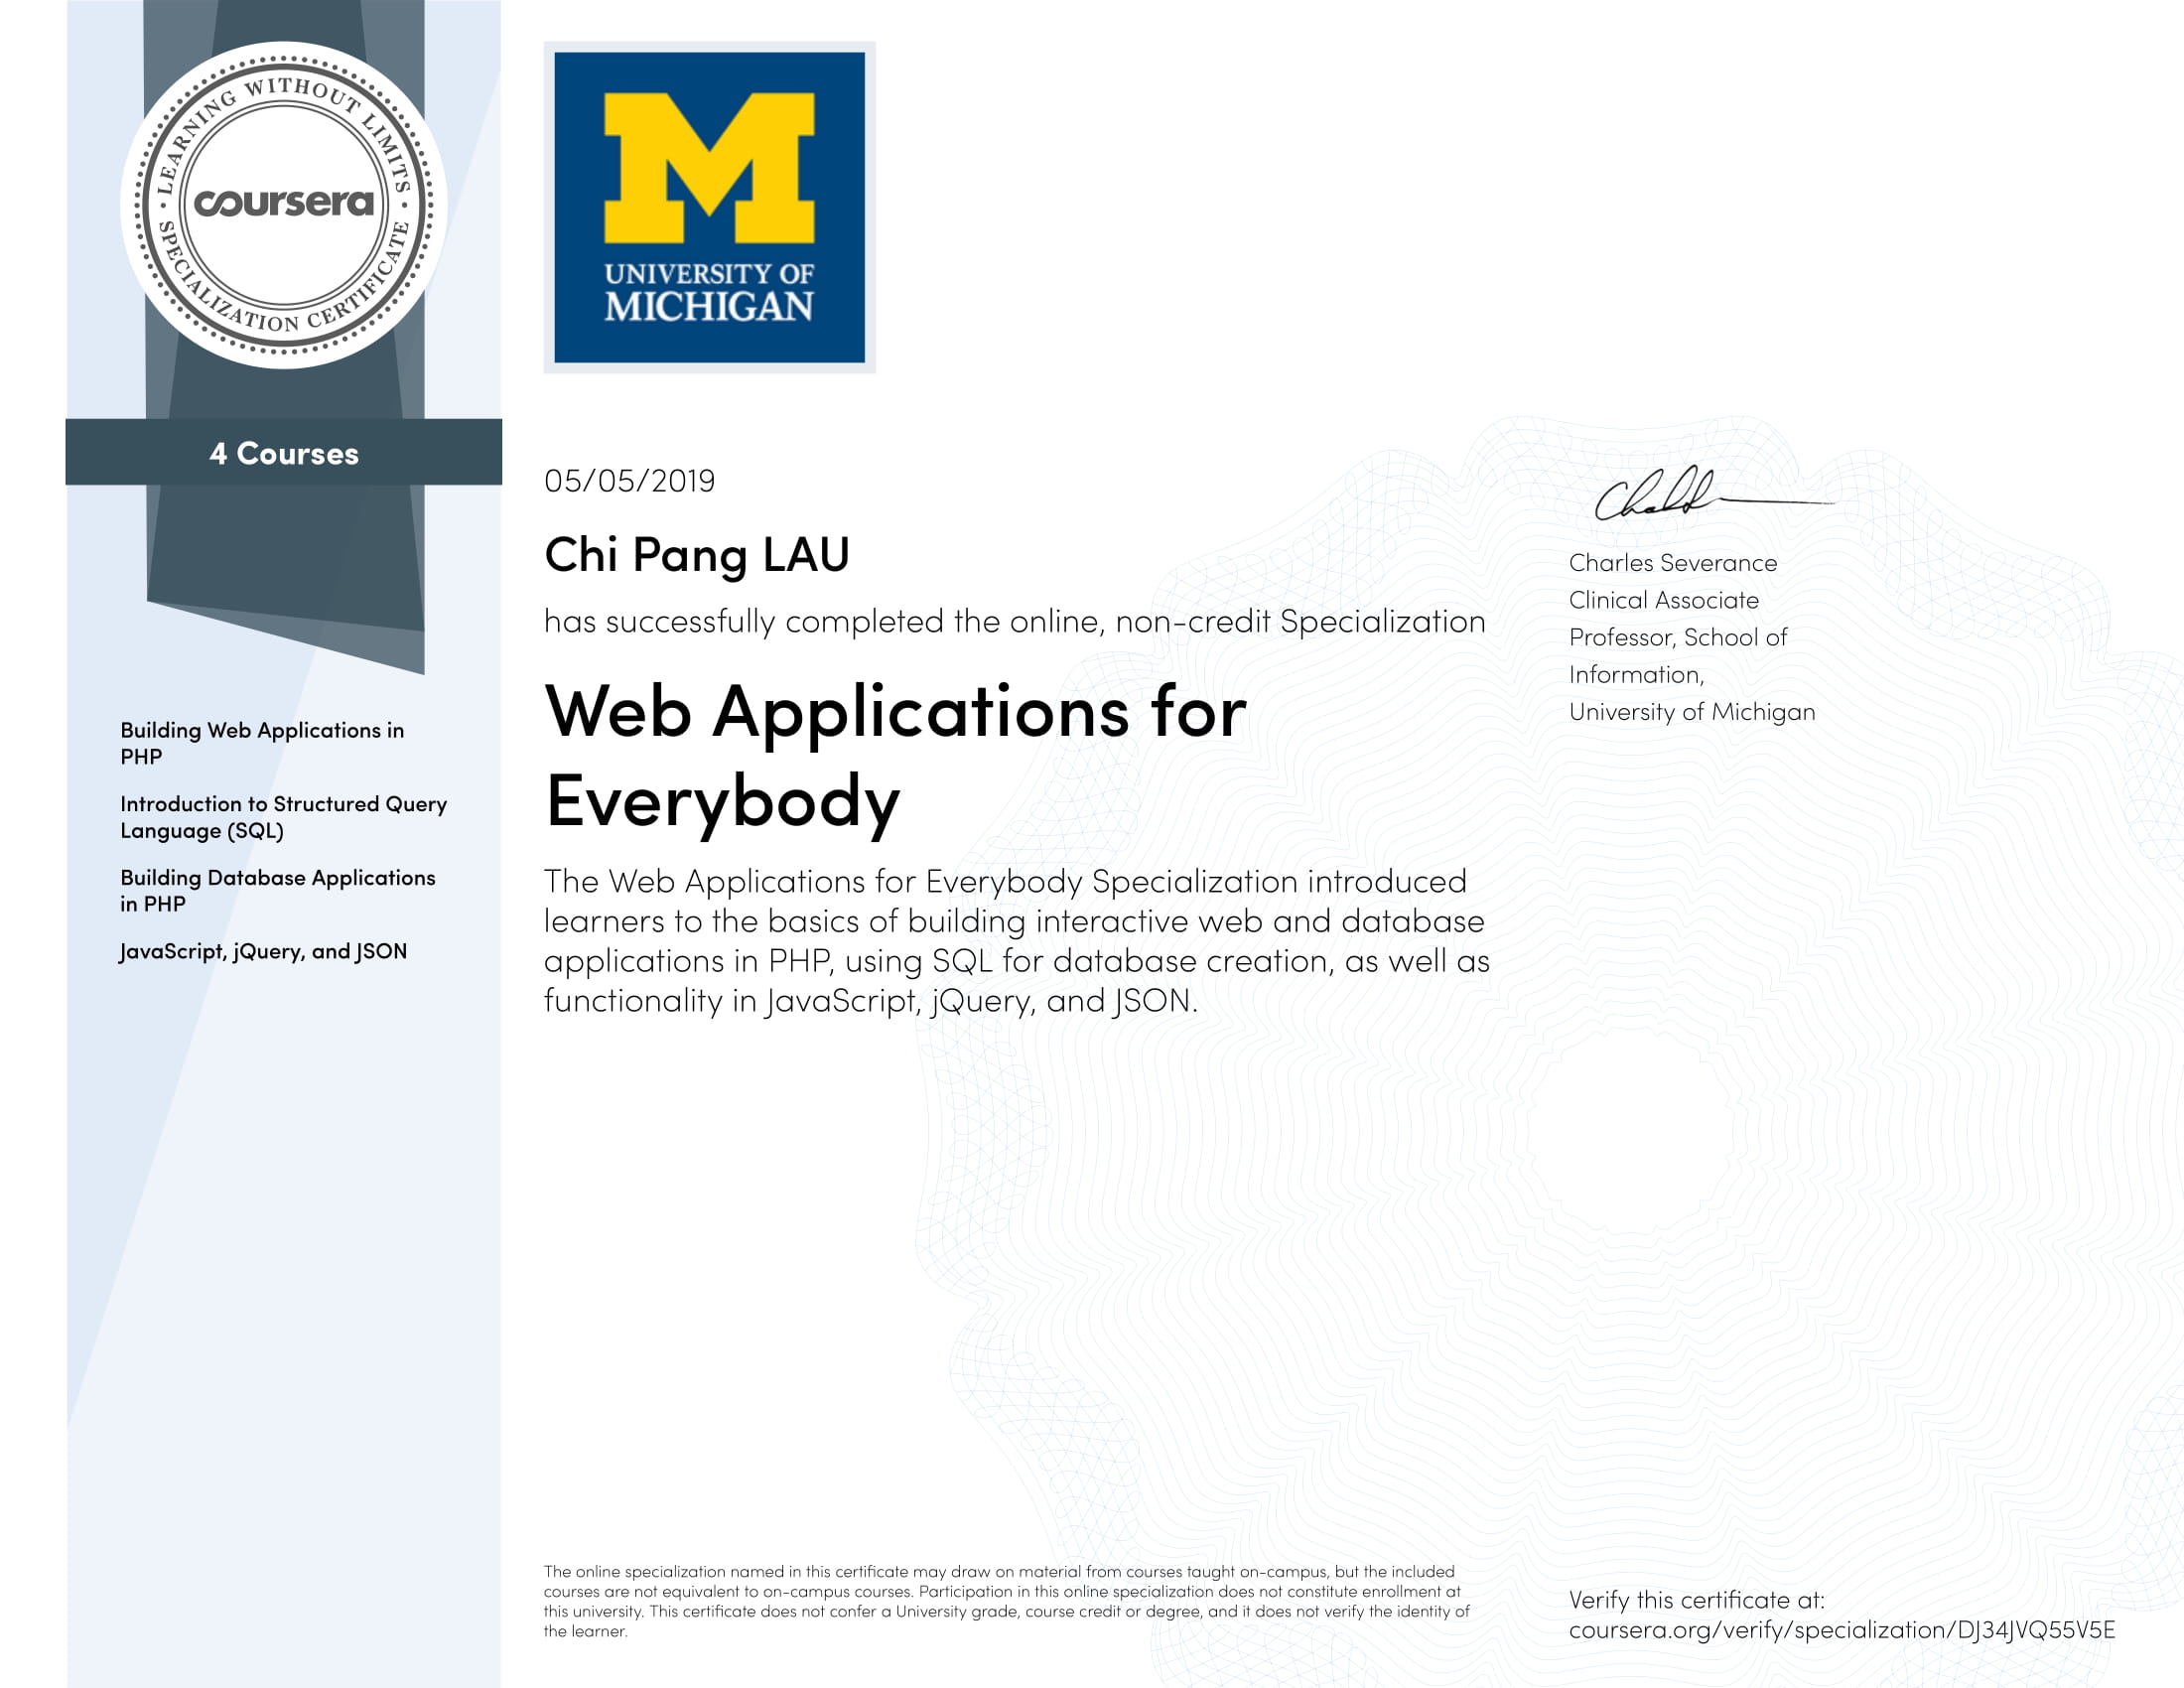 LEARNING WITHOUT LIMITS
coursera
SPECIALIZATION CERTIFICATE
4 Courses
Building Web Applications in
PHP
Introduction to Structured Query
Language (SQL)
Building Database Applications
in PHP
JavaScript, jQuery, and JSON
M
UNIVERSITY OF
MICHIGAN
05/05/2019
Chi Pang LAU
has successfully completed the online, non-credit Specialization
Web Applications for
Everybody
The Web Applications for Everybody Specialization introduced
learners to the basics of building interactive web and database
applications in PHP, using SQL for database creation, as well as
functionality in JavaScript, jQuery, and JSON.
Charles Severance
Clinical Associate
Professor, School of
Information,
University of Michigan
The online specialization named in this certificate may draw on material from courses taught on-campus, but the included
courses are not equivalent to on-campus courses. Participation in this online specialization does not constitute enrollment at
this university. This certificate does not confer a University grade, course credit or degree, and it does not verify the identity of
the learner.
Verify this certificate at:
coursera.org/verify/specialization/DJ34JVQ55V5E